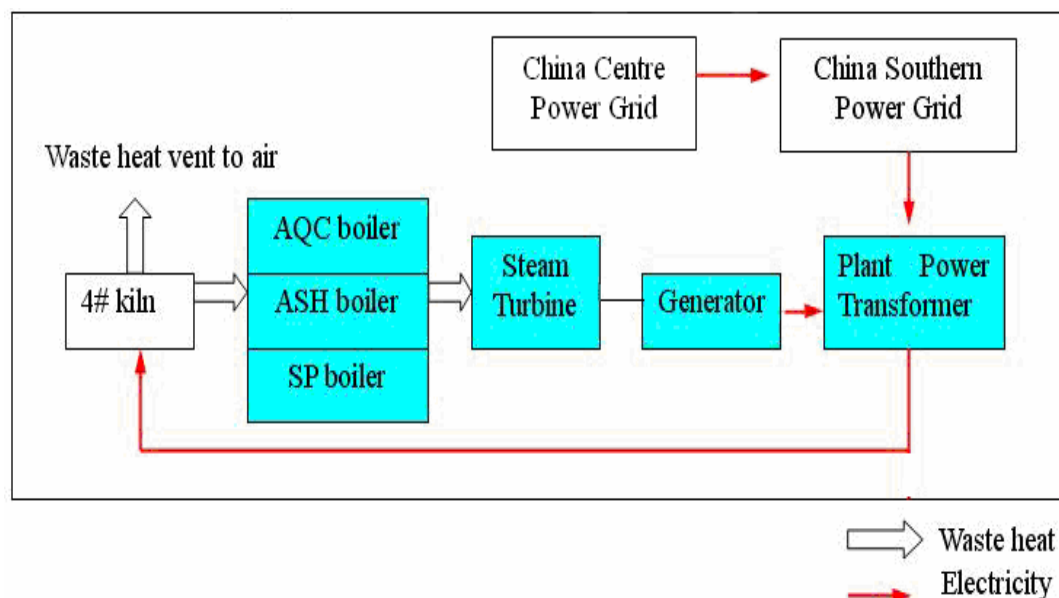 China Centre
Power Grid
China Southern
Power Grid
Waste heat vent to air
AQC boiler
ASH boiler
SP boiler
4# kiln
Steam
Turbine
Generator
Plant Power
Transformer
Waste heat
Electricity